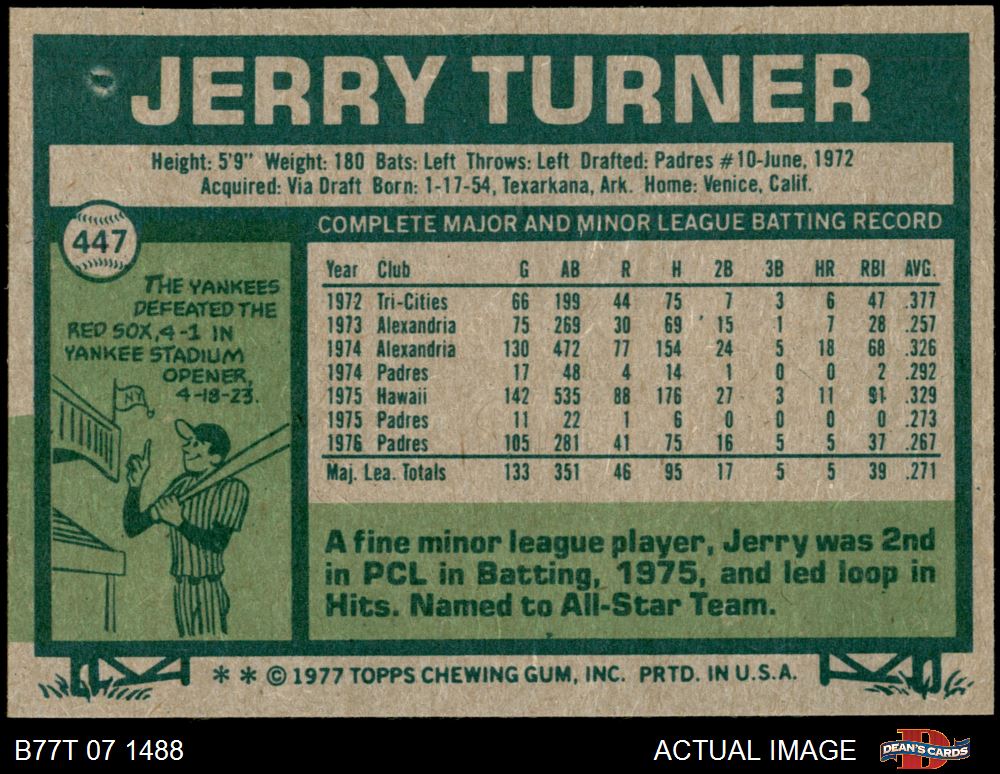 JERRY TURNER
Height: 5'9" Weight: 180 Bats: Left Throws: Left Drafted: Padres #10-June, 1972
Acquired: Via Draft Born: 1-17-54, Texarkana, Ark. Home: Venice, Calif.
447
COMPLETE MAJOR AND MINOR LEAGUE BATTING RECORD
THE YANKEES
DEFEATED THE
RED SOX, 4-1 IN
YANKEE STADIUM
OPENER,
4-18-23.
NY
Year Club G AB R H 2B 3B HR RBI AVG.
1972 Tri-Cities 66 199 44 75 7 3 6 47 .377
1973 Alexandria 75 269 30 69 15 1 7 28 .257
1974 Alexandria 130 472 77 154 24 5 18 68 .326
1974 Padres 17 48 4 14 1 0 0 2 .292
1975 Hawaii 142 535 88 176 27 3 11 91 .329
1975 Padres 11 22 1 6 0 0 0 0 .273
1976 Padres 105 281 41 75 16 5 5 37 .267
Maj. Lea. Totals 133 351 46 95 17 5 5 39 .271
A fine minor league player, Jerry was 2nd
in PCL in Batting, 1975, and led loop in
Hits. Named to All-Star Team.
* * © 1977 TOPPS CHEWING GUM, INC. PRTD. IN U.S.A.
B77T 07 1488 ACTUAL IMAGE DEAN'S CARDS